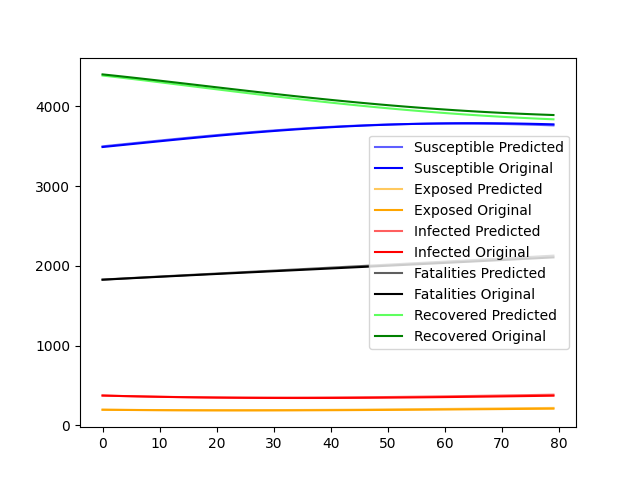 4000
3000
2000
1000
0
0 10 20 30 40 50 60 70 80
Susceptible Predicted
Susceptible Original
Exposed Predicted
Exposed Original
Infected Predicted
Infected Original
Fatalities Predicted
Fatalities Original
Recovered Predicted
Recovered Original